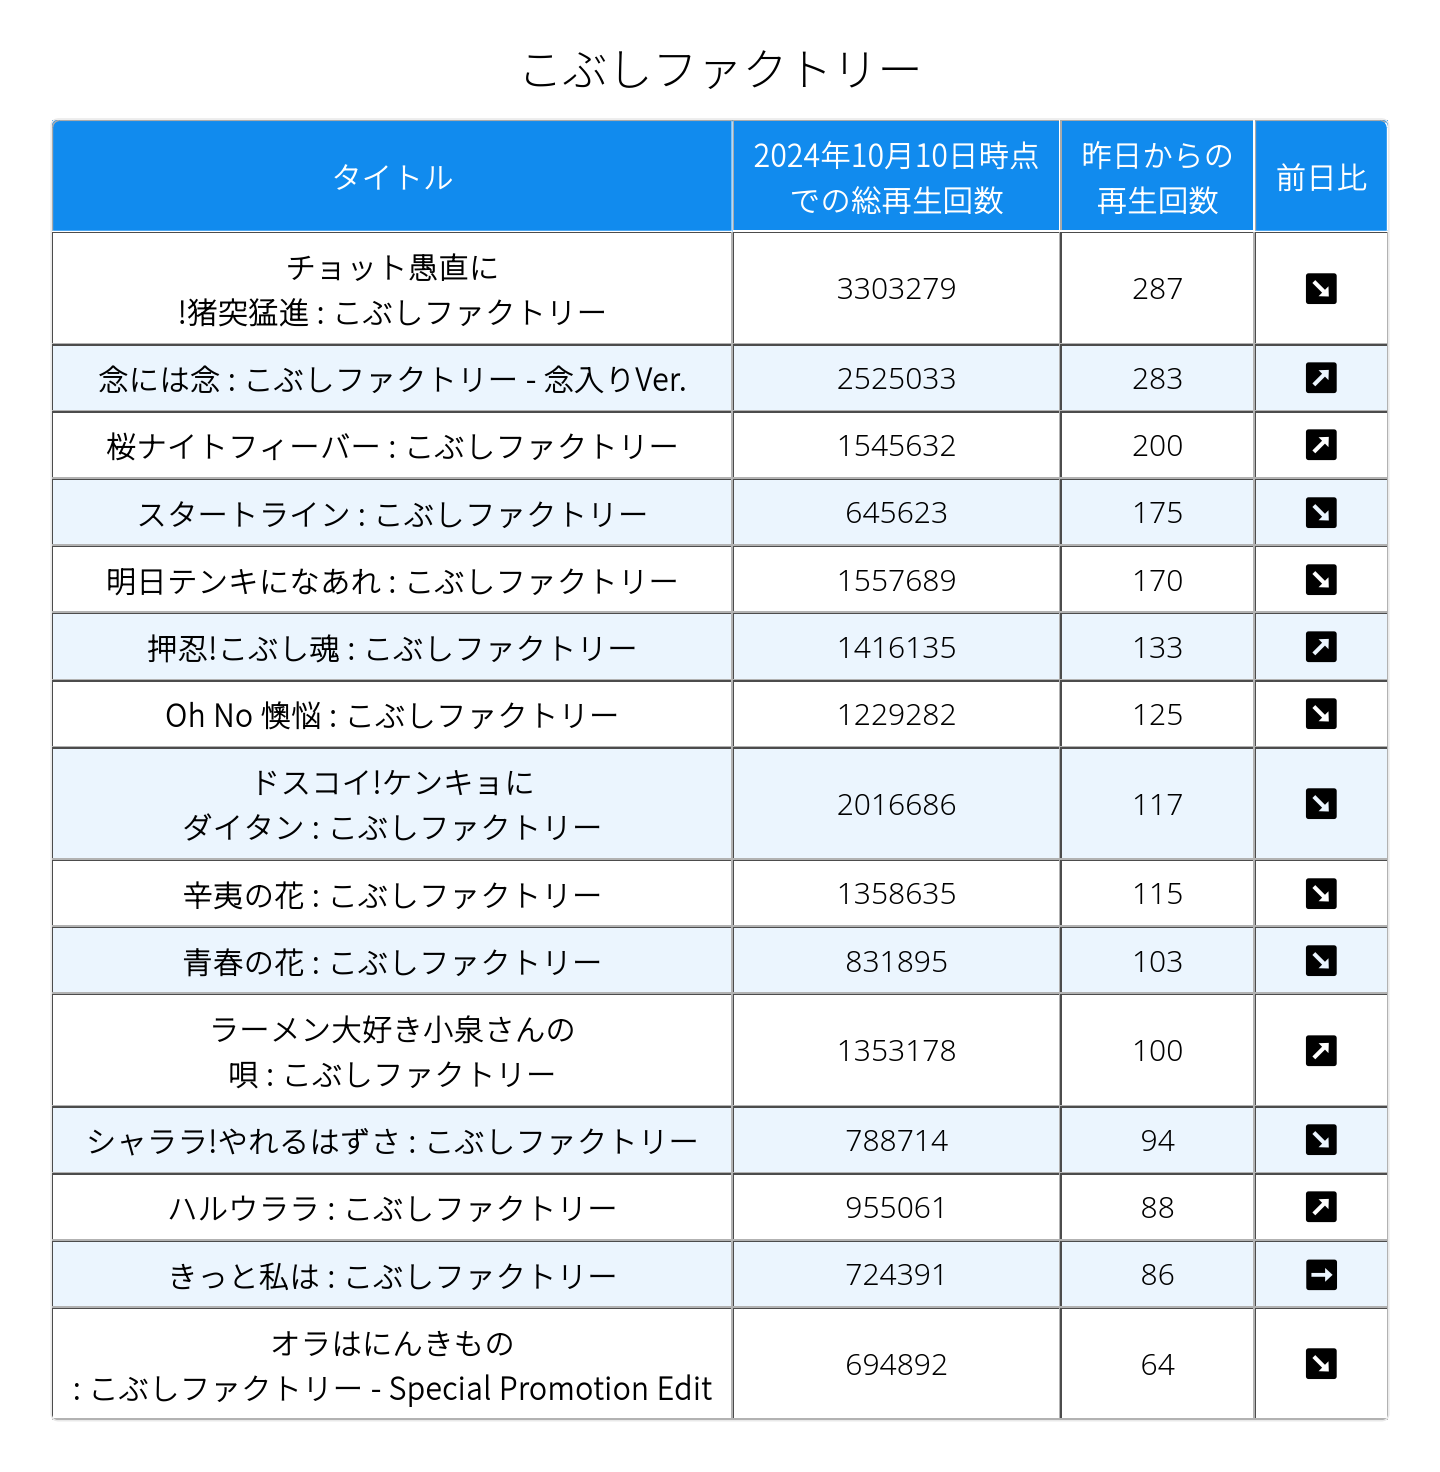 こぶしファクトリー
タイトル
2024年10月10日時点
での総再生回数
昨日からの
再生回数
前日比
チョット愚直に
!猪突猛進 : こぶしファクトリー
3303279
287
念には念 : こぶしファクトリー - 念入りVer.
2525033
283
桜ナイトフィーバー : こぶしファクトリー
1545632
200
スタートライン : こぶしファクトリー
645623
175
明日テンキになあれ : こぶしファクトリー
1557689
170
押忍!こぶし魂 : こぶしファクトリー
1416135
133
Oh No 懊悩 : こぶしファクトリー
1229282
125
ドスコイ!ケンキョに
ダイタン : こぶしファクトリー
2016686
117
辛夷の花 : こぶしファクトリー
1358635
115
青春の花 : こぶしファクトリー
831895
103
ラーメン大好き小泉さんの
唄 : こぶしファクトリー
1353178
100
シャララ!やれるはずさ : こぶしファクトリー
788714
94
ハルウララ : こぶしファクトリー
955061
88
きっと私は : こぶしファクトリー
724391
86
オラはにんきもの
: こぶしファクトリー - Special Promotion Edit
694892
64